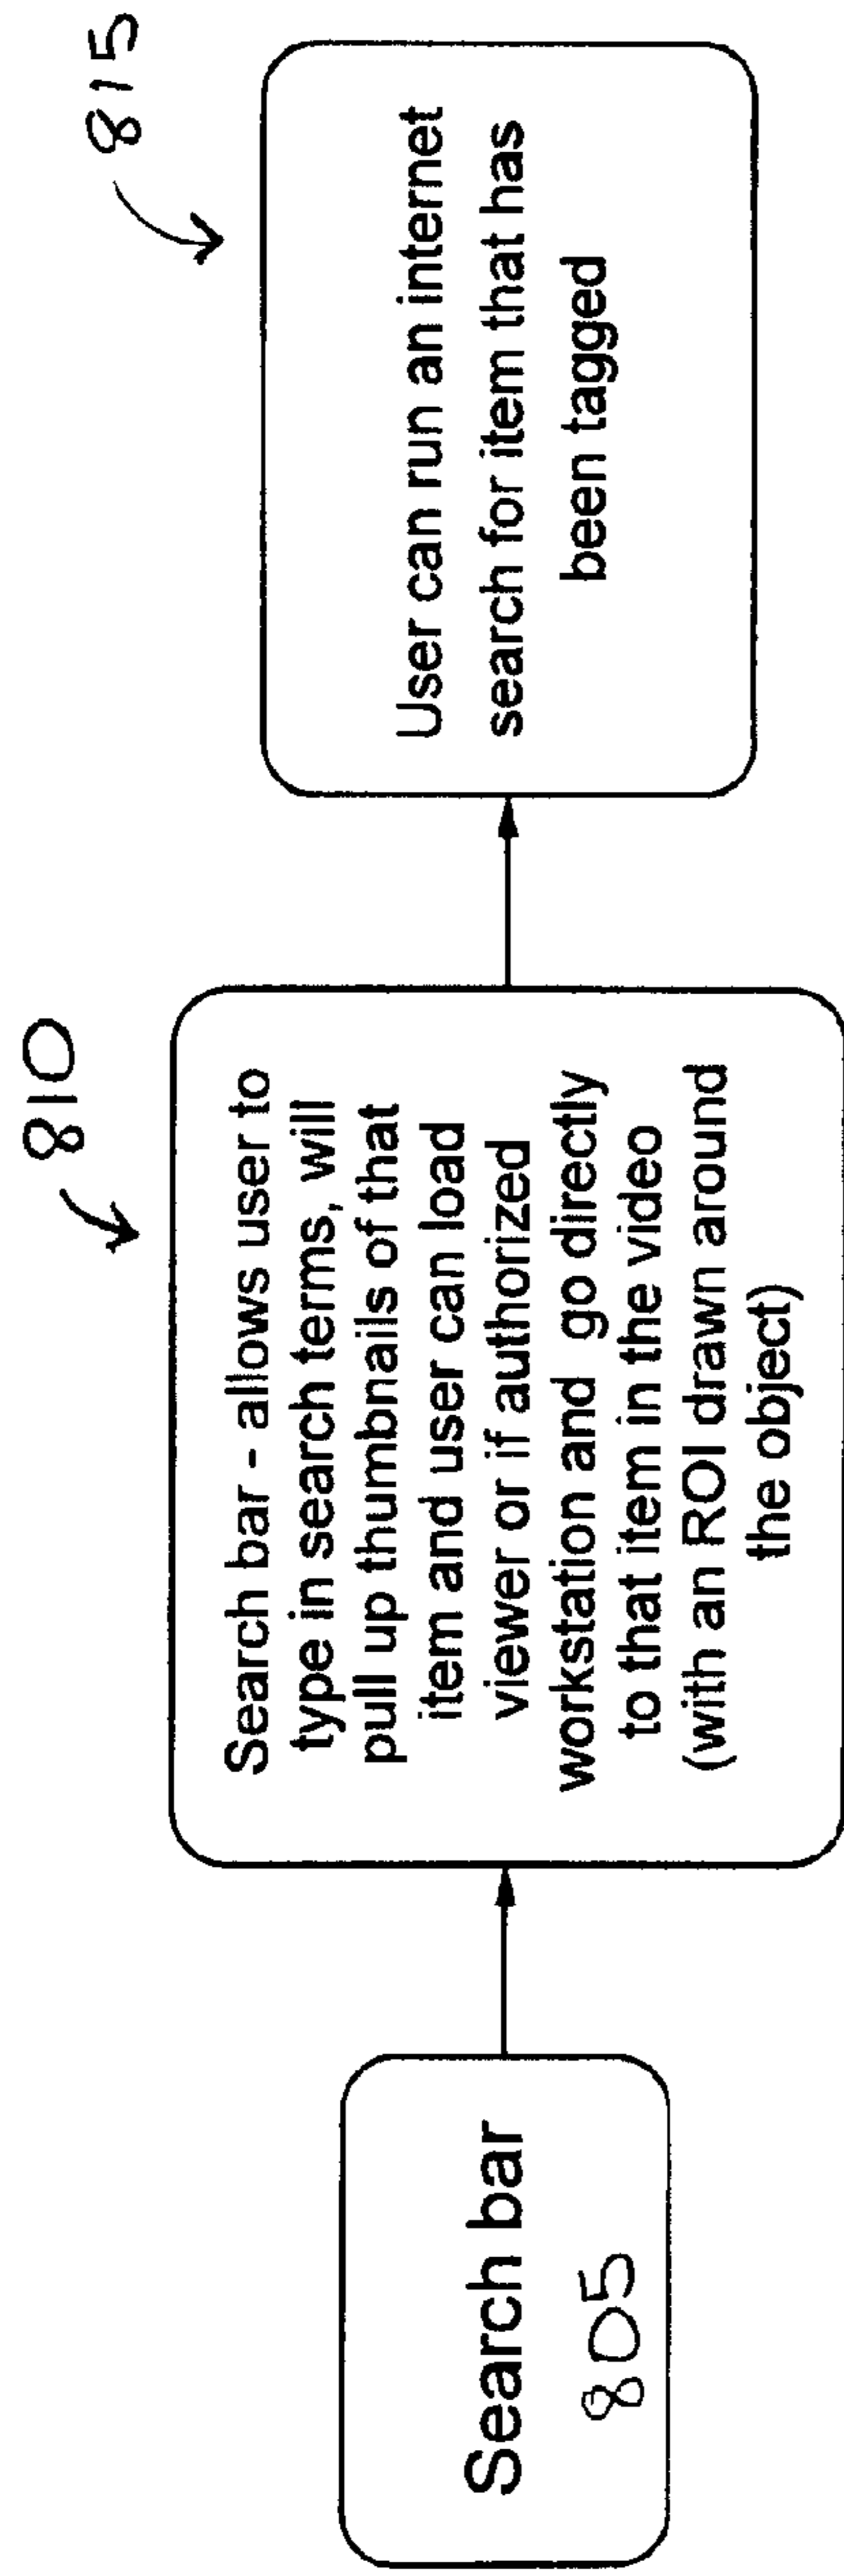 Search bar
805
810
Search bar - allows user to
type in search terms, will
pull up thumbnails of that
item and user can load
viewer or if authorized
workstation and go directly
to that item in the video
(with an ROI drawn around
the object)
815
User can run an internet
search for item that has
been tagged